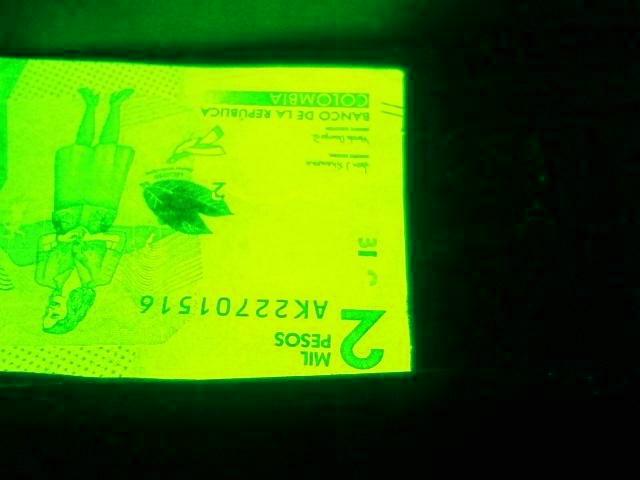 2 MIL
PESOS
AK22701516
2
BANCO DE LA REPÚBLICA
COLOMBIA